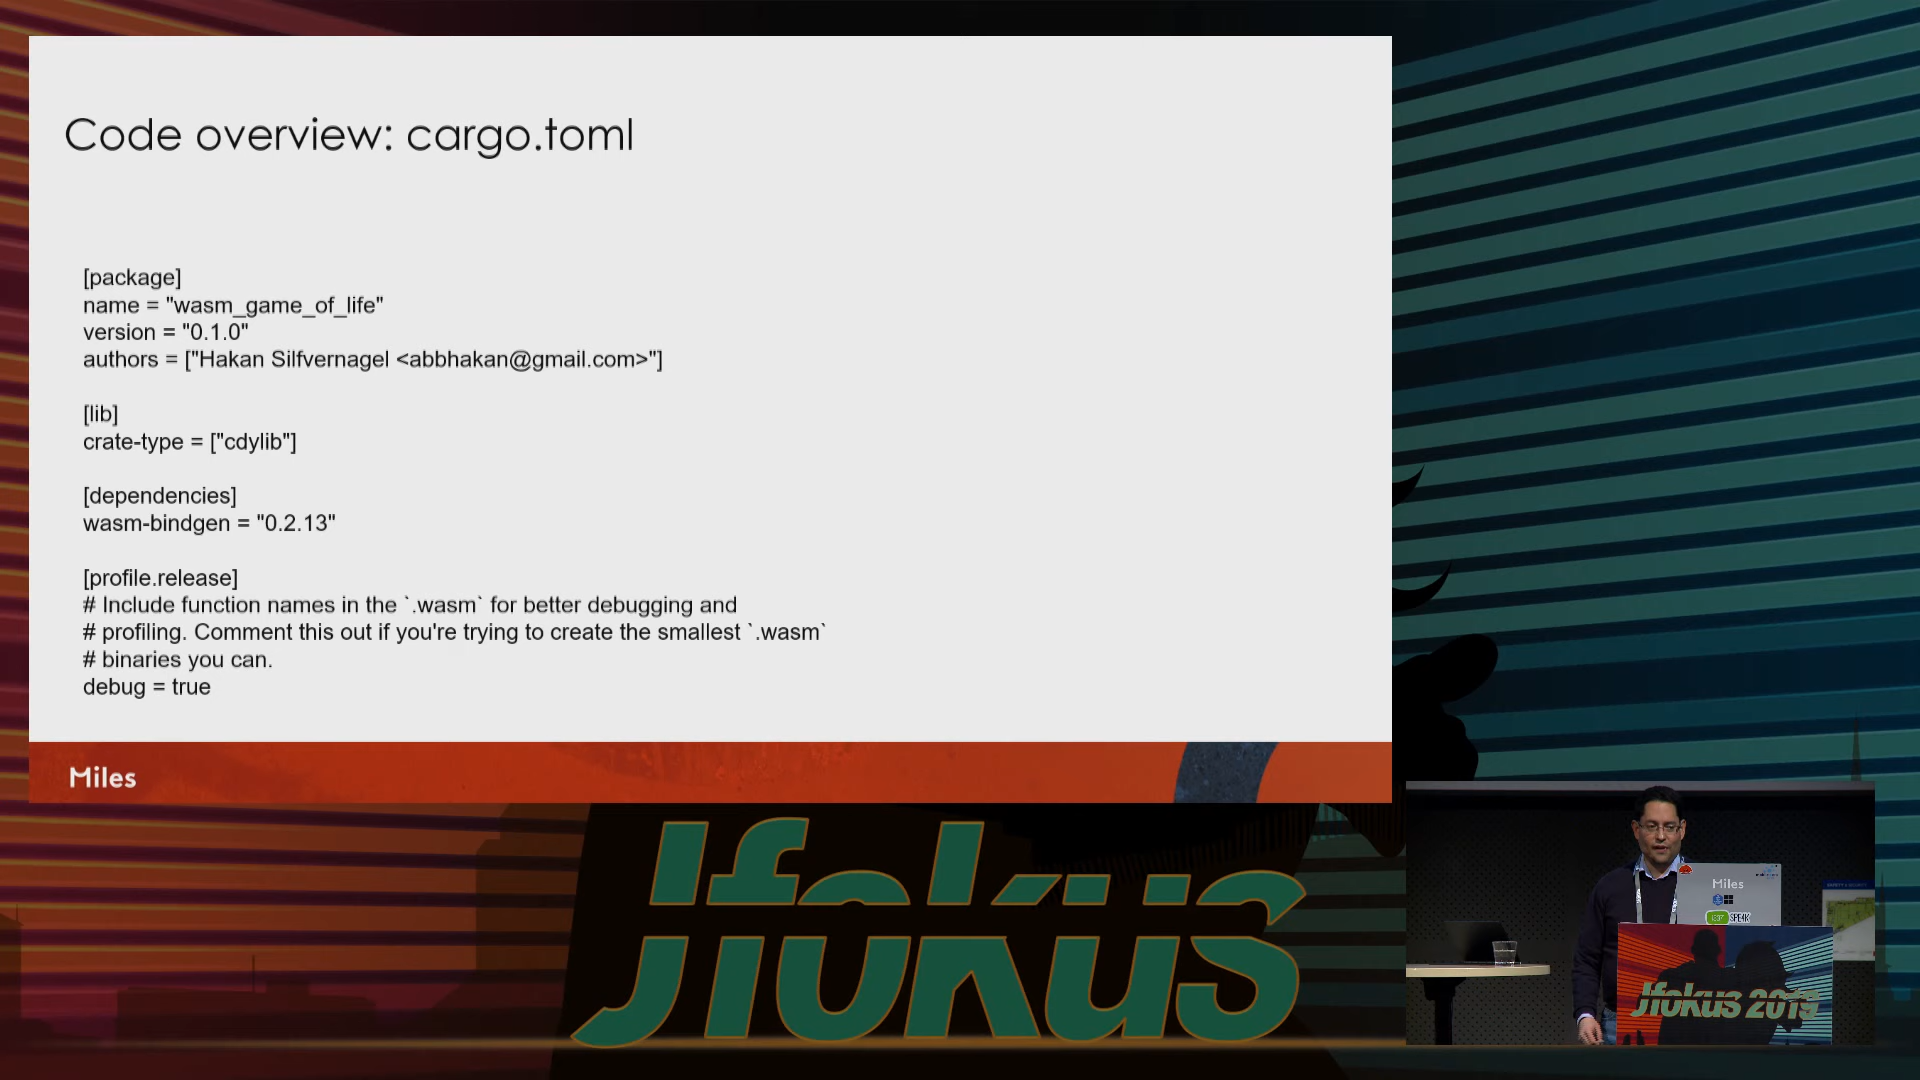 Code overview: cargo.toml
[package]
name = "wasm_game_of_life"
version = "0.1.0"
authors = ["Hakan Silfvernagel <abbhakan@gmail.com>"]
[lib]
crate-type = ["cdylib"]
[dependencies]
wasm-bindgen = "0.2.13"
[profile.release]
# Include function names in the `.wasm` for better debugging and
# profiling. Comment this out if you're trying to create the smallest `.wasm`
# binaries you can.
debug = true
Miles
Jfokus
Miles
SPE4K
Jfokus 2019